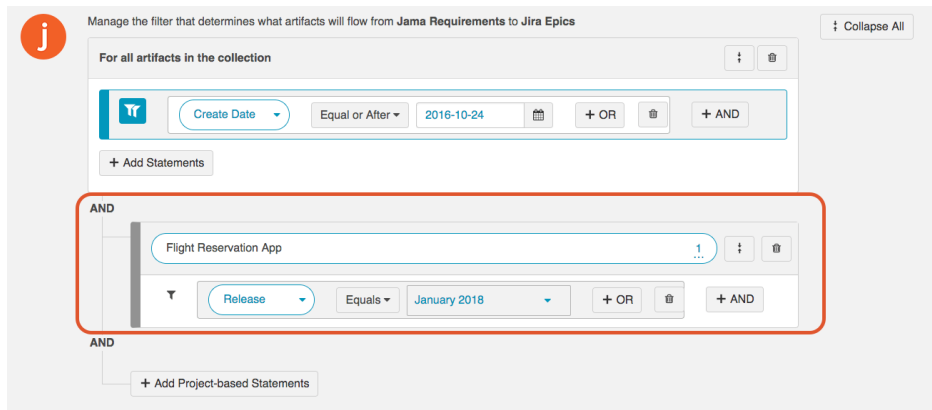 j
Manage the filter that determines what artifacts will flow from Jama Requirements to Jira Epics
Collapse All
For all artifacts in the collection
Create Date Equal or After 2016-10-24 + OR + AND
+ Add Statements
AND
Flight Reservation App 1
Release Equals January 2018 + OR + AND
AND
+ Add Project-based Statements